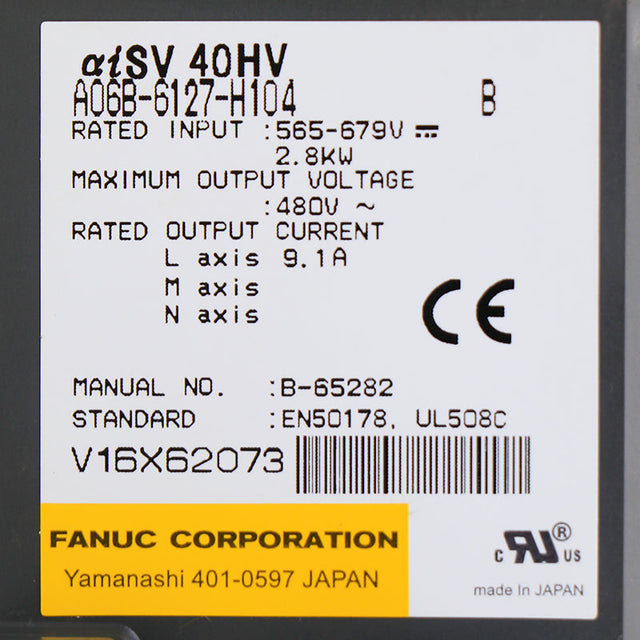 αiSV 40HV
A06B-6127-H104 B
RATED INPUT :565-679V ⎓
2.8KW
MAXIMUM OUTPUT VOLTAGE
:480V ~
RATED OUTPUT CURRENT
L axis 9.1A
M axis
N axis
CE
MANUAL NO. :B-65282
STANDARD :EN50178, UL508C
V16X62073
FANUC CORPORATION
Yamanashi 401-0597 JAPAN
c RU® US
made In JAPAN